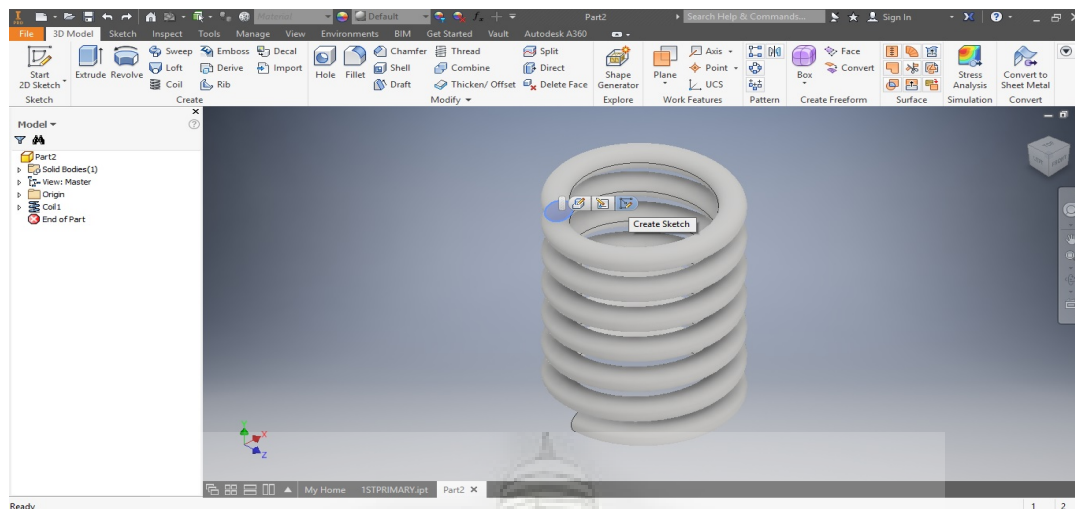 PRO Material Default fx Part2 Search Help & Commands... Sign In
File 3D Model Sketch Inspect Tools Manage View Environments BIM Get Started Vault Autodesk A360
Sweep Emboss Decal Chamfer Thread Split Axis Face
Loft Derive Import Shell Combine Direct Point Convert
Coil Rib Draft Thicken/ Offset Delete Face UCS
Start 2D Sketch Extrude Revolve Hole Fillet Shape Generator Plane Box Stress Analysis Convert to Sheet Metal
Sketch Create Modify Explore Work Features Pattern Create Freeform Surface Simulation Convert
Model
Part2
Solid Bodies(1)
View: Master
Origin
Coil1
End of Part
Create Sketch
X
Z
My Home 1STPRIMARY.ipt Part2
Ready 1 2